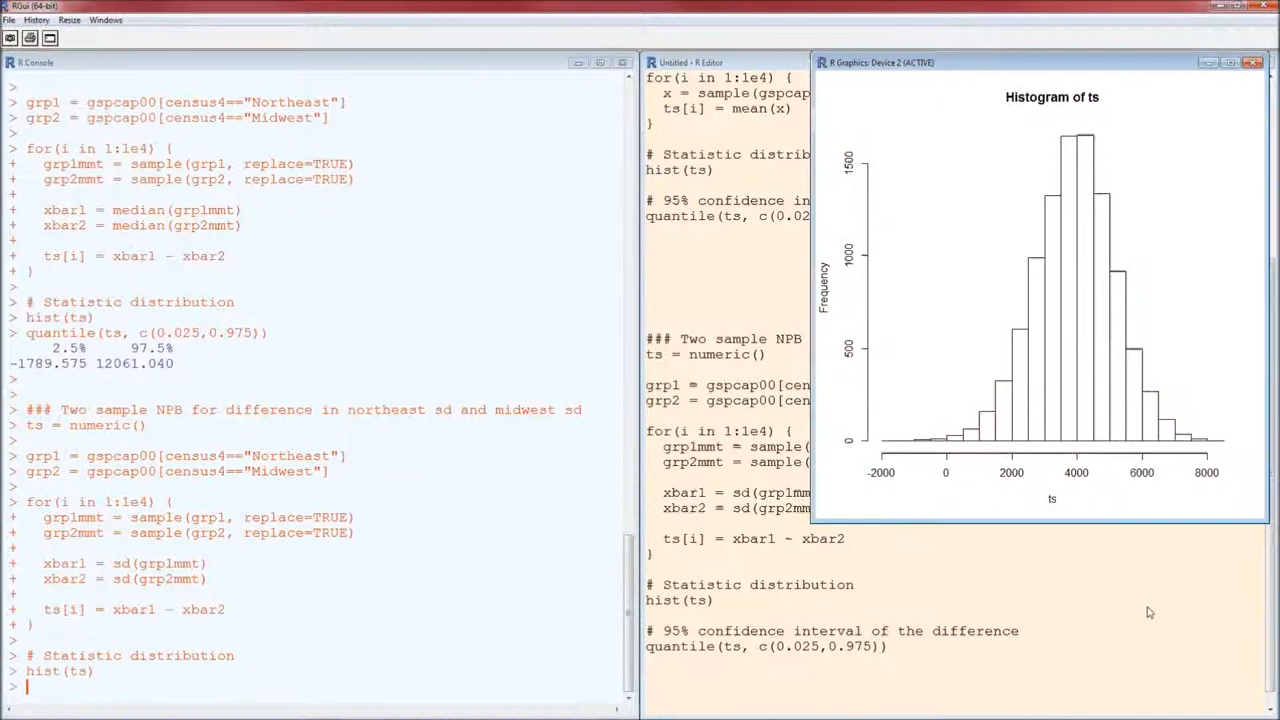 RGui (64-bit)
File History Resize Windows
R Console
>
> grp1 = gspcap00[census4=="Northeast"]
> grp2 = gspcap00[census4=="Midwest"]
>
> for(i in 1:1e4) {
+ grp1mmt = sample(grp1, replace=TRUE)
+ grp2mmt = sample(grp2, replace=TRUE)
+
+ xbar1 = median(grp1mmt)
+ xbar2 = median(grp2mmt)
+
+ ts[i] = xbar1 - xbar2
+ }
>
> # Statistic distribution
> hist(ts)
> quantile(ts, c(0.025,0.975))
2.5% 97.5%
-1789.575 12061.040
>
>
> ### Two sample NPB for difference in northeast sd and midwest sd
> ts = numeric()
>
> grp1 = gspcap00[census4=="Northeast"]
> grp2 = gspcap00[census4=="Midwest"]
>
> for(i in 1:1e4) {
+ grp1mmt = sample(grp1, replace=TRUE)
+ grp2mmt = sample(grp2, replace=TRUE)
+
+ xbar1 = sd(grp1mmt)
+ xbar2 = sd(grp2mmt)
+
+ ts[i] = xbar1 - xbar2
+ }
>
> # Statistic distribution
> hist(ts)
>
Untitled - R Editor
for(i in 1:1e4) {
x = sample(gspcap
ts[i] = mean(x)
}
# Statistic distrib
hist(ts)
# 95% confidence in
quantile(ts, c(0.02
### Two sample NPB
ts = numeric()
grp1 = gspcap00[cen
grp2 = gspcap00[cen
for(i in 1:1e4) {
grp1mmt = sample(
grp2mmt = sample(
xbar1 = sd(grp1mm
xbar2 = sd(grp2mm
ts[i] = xbar1 - xbar2
}
# Statistic distribution
hist(ts)
# 95% confidence interval of the difference
quantile(ts, c(0.025,0.975))
R Graphics: Device 2 (ACTIVE)
Histogram of ts
Frequency
1500
1000
500
0
-2000 0 2000 4000 6000 8000
ts